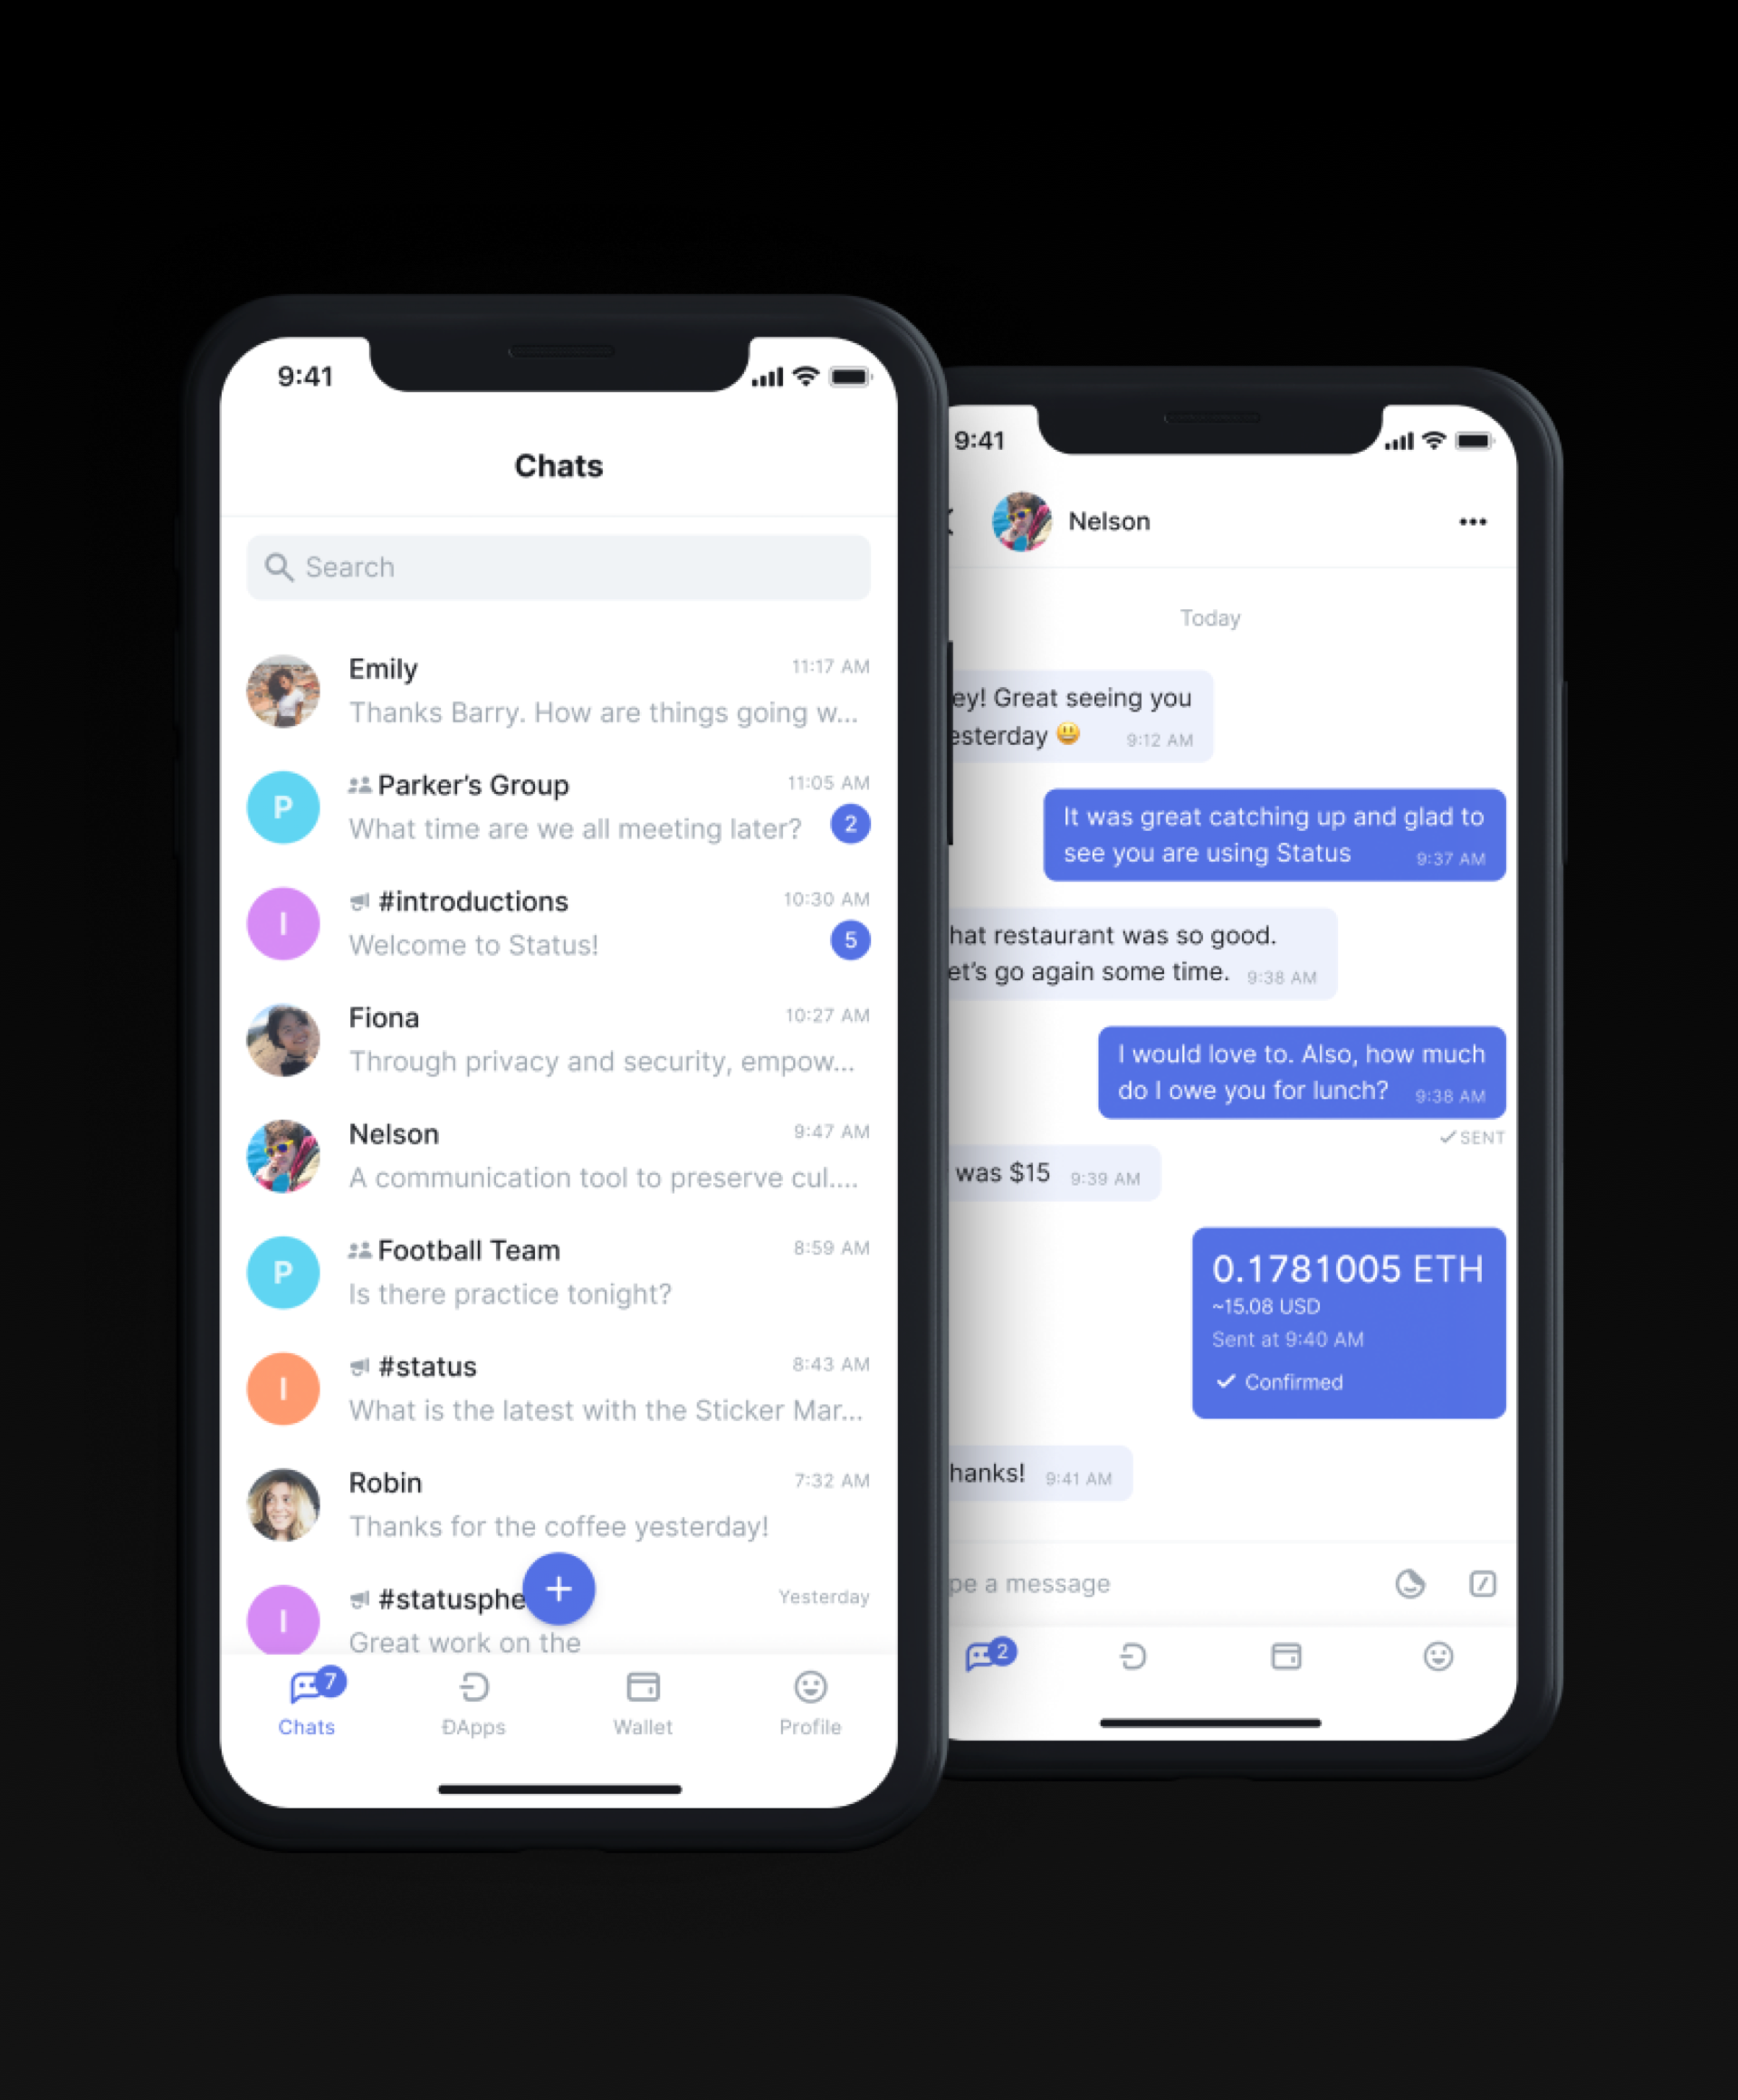 9:41
Chats
Search
Emily
11:17 AM
Thanks Barry. How are things going w...
P
Parker's Group
11:05 AM
What time are we all meeting later?
2
I
#introductions
10:30 AM
Welcome to Status!
5
Fiona
10:27 AM
Through privacy and security, empow...
Nelson
9:47 AM
A communication tool to preserve cul....
P
Football Team
8:59 AM
Is there practice tonight?
I
#status
8:43 AM
What is the latest with the Sticker Mar...
Robin
7:32 AM
Thanks for the coffee yesterday!
I
#statusphe
Yesterday
Great work on the
+
7
Chats
ĐApps
Wallet
Profile
9:41
Nelson
Today
ey! Great seeing you
esterday 😃 9:12 AM
It was great catching up and glad to
see you are using Status 9:37 AM
hat restaurant was so good.
et's go again some time. 9:38 AM
I would love to. Also, how much
do I owe you for lunch? 9:38 AM
✓ SENT
was $15 9:39 AM
0.1781005 ETH
~15.08 USD
Sent at 9:40 AM
✓ Confirmed
hanks! 9:41 AM
pe a message
2